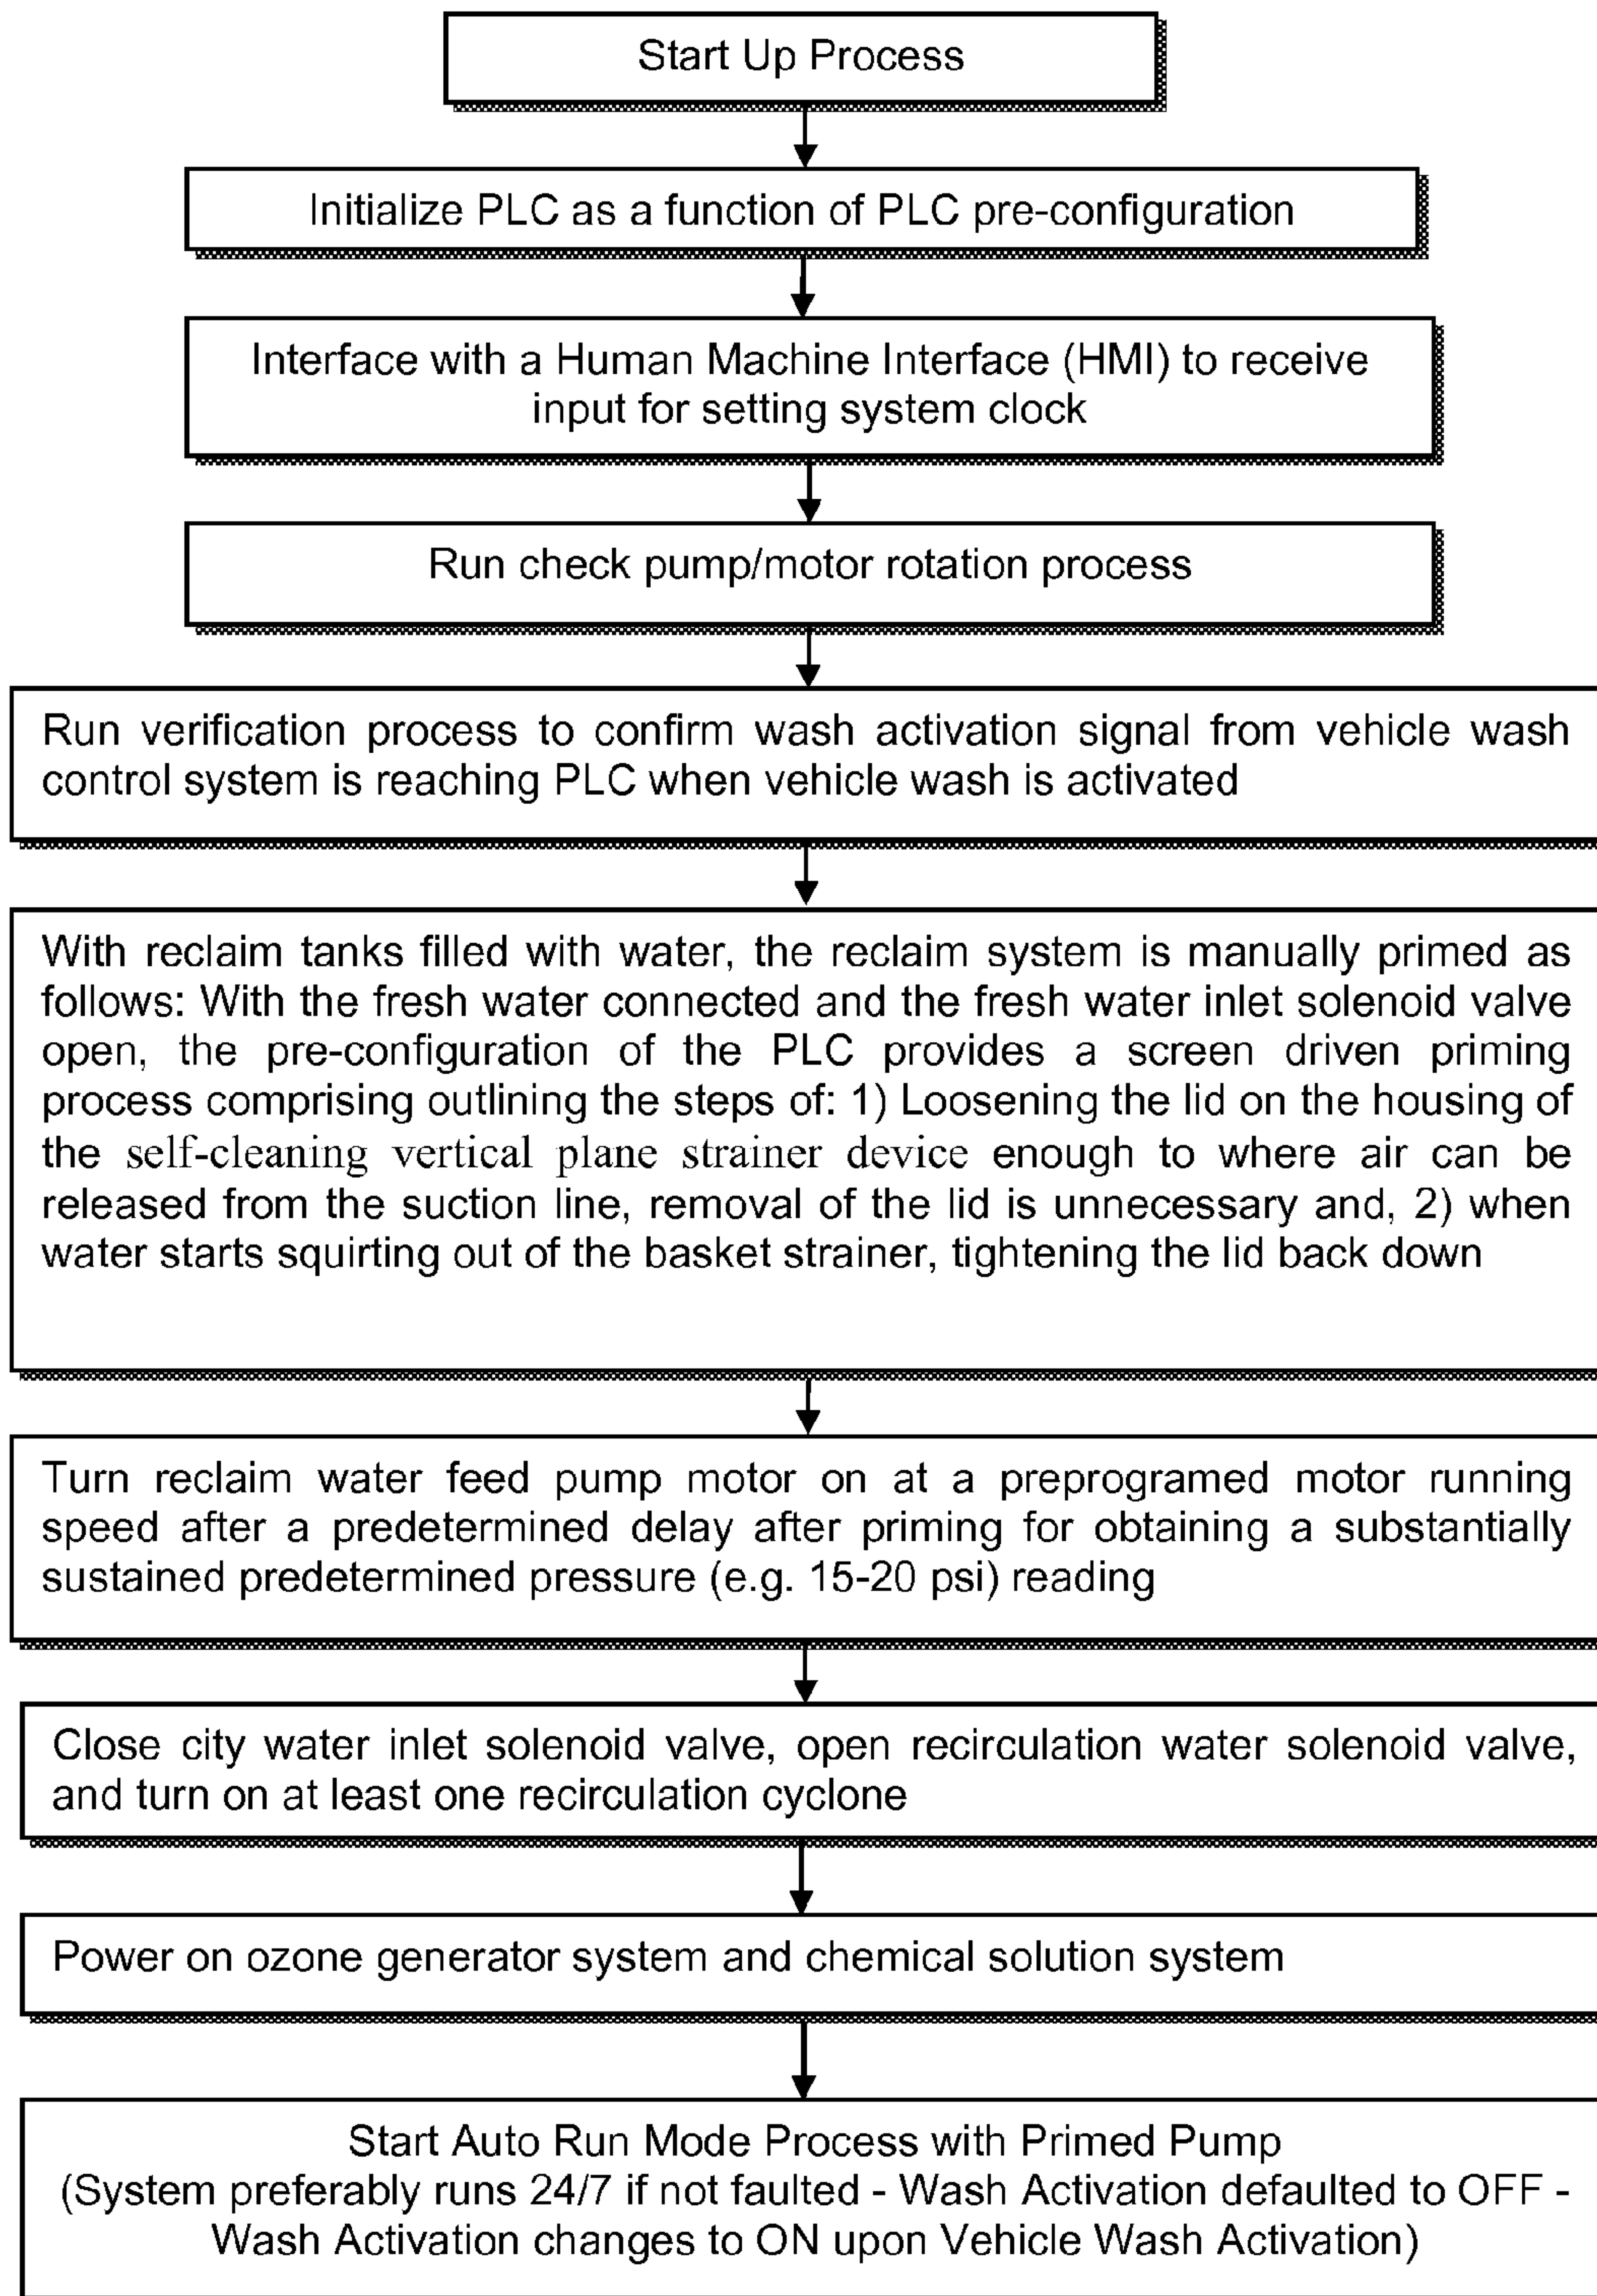 Start Up Process
Initialize PLC as a function of PLC pre-configuration
Interface with a Human Machine Interface (HMI) to receive
input for setting system clock
Run check pump/motor rotation process
Run verification process to confirm wash activation signal from vehicle wash
control system is reaching PLC when vehicle wash is activated
With reclaim tanks filled with water, the reclaim system is manually primed as
follows: With the fresh water connected and the fresh water inlet solenoid valve
open, the pre-configuration of the PLC provides a screen driven priming
process comprising outlining the steps of: 1) Loosening the lid on the housing of
the self-cleaning vertical plane strainer device enough to where air can be
released from the suction line, removal of the lid is unnecessary and, 2) when
water starts squirting out of the basket strainer, tightening the lid back down
Turn reclaim water feed pump motor on at a preprogramed motor running
speed after a predetermined delay after priming for obtaining a substantially
sustained predetermined pressure (e.g. 15-20 psi) reading
Close city water inlet solenoid valve, open recirculation water solenoid valve,
and turn on at least one recirculation cyclone
Power on ozone generator system and chemical solution system
Start Auto Run Mode Process with Primed Pump
(System preferably runs 24/7 if not faulted - Wash Activation defaulted to OFF -
Wash Activation changes to ON upon Vehicle Wash Activation)